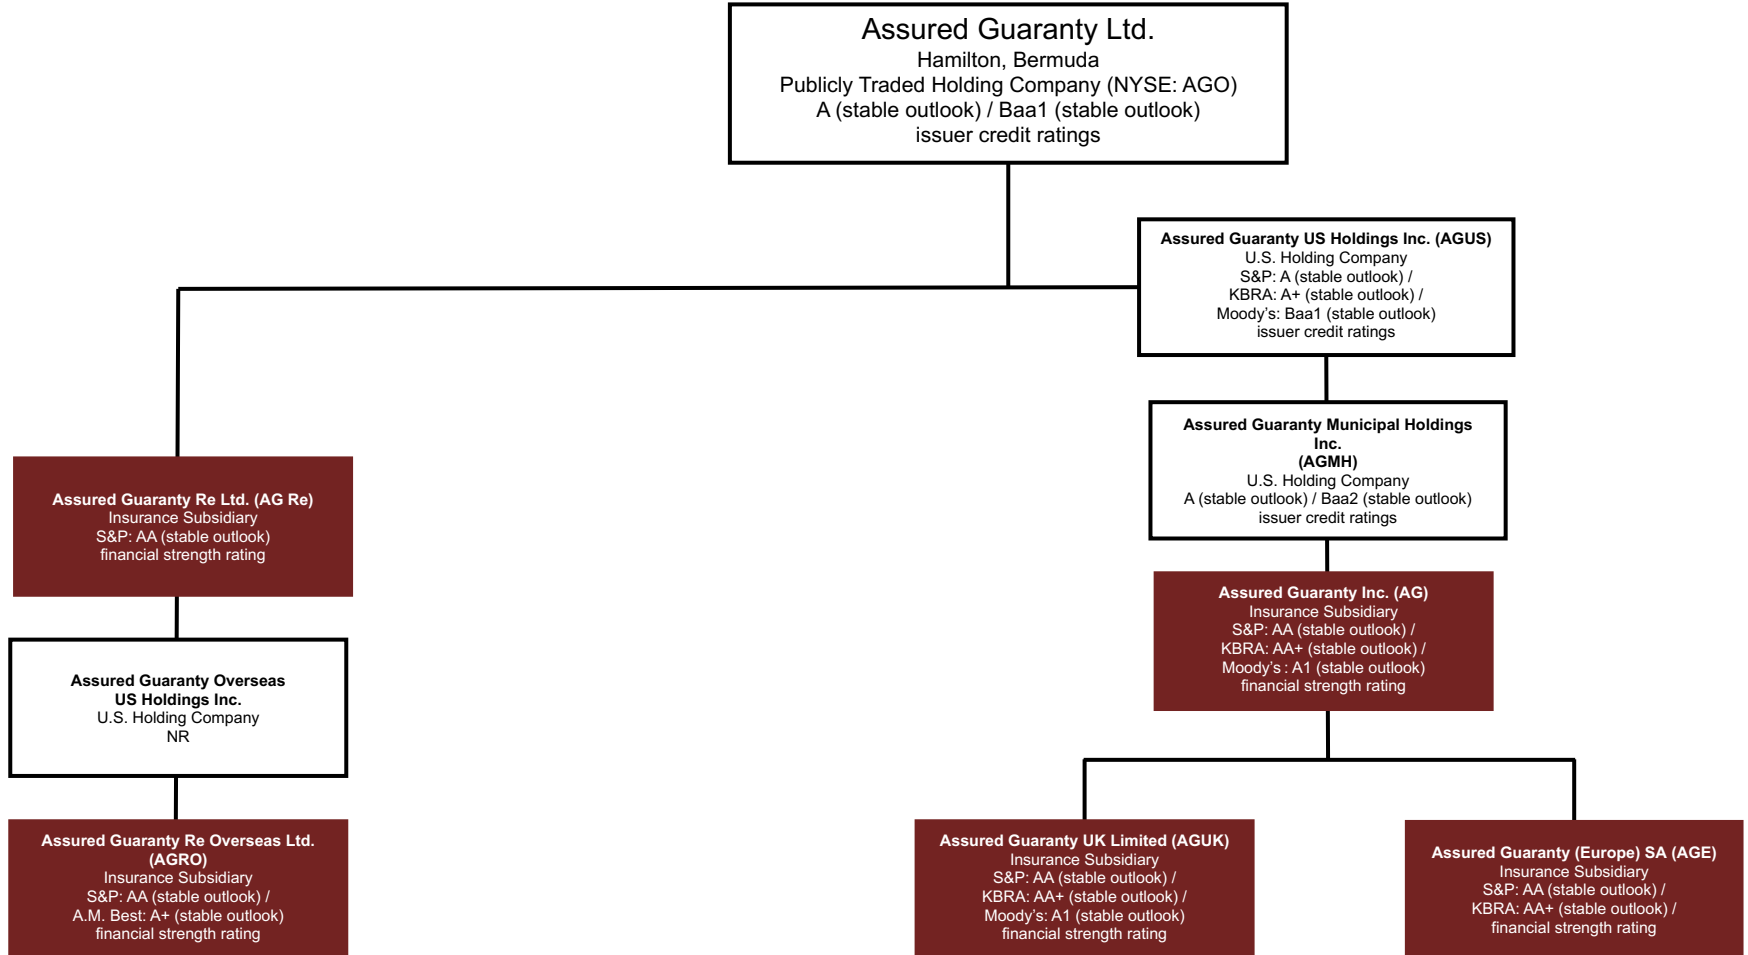 Assured Guaranty Ltd.
Hamilton, Bermuda
Publicly Traded Holding Company (NYSE: AGO)
A (stable outlook) / Baa1 (stable outlook)
issuer credit ratings
Assured Guaranty US Holdings Inc. (AGUS)
U.S. Holding Company
S&P: A (stable outlook) /
KBRA: A+ (stable outlook) /
Moody’s: Baa1 (stable outlook)
issuer credit ratings
Assured Guaranty Municipal Holdings
Inc.
(AGMH)
U.S. Holding Company
A (stable outlook) / Baa2 (stable outlook)
issuer credit ratings
Assured Guaranty Re Ltd. (AG Re)
Insurance Subsidiary
S&P: AA (stable outlook)
financial strength rating
Assured Guaranty Inc. (AG)
Insurance Subsidiary
S&P: AA (stable outlook) /
KBRA: AA+ (stable outlook) /
Moody’s : A1 (stable outlook)
financial strength rating
Assured Guaranty Overseas
US Holdings Inc.
U.S. Holding Company
NR
Assured Guaranty Re Overseas Ltd.
(AGRO)
Insurance Subsidiary
S&P: AA (stable outlook) /
A.M. Best: A+ (stable outlook)
financial strength rating
Assured Guaranty UK Limited (AGUK)
Insurance Subsidiary
S&P: AA (stable outlook) /
KBRA: AA+ (stable outlook) /
Moody’s: A1 (stable outlook)
financial strength rating
Assured Guaranty (Europe) SA (AGE)
Insurance Subsidiary
S&P: AA (stable outlook) /
KBRA: AA+ (stable outlook) /
financial strength rating